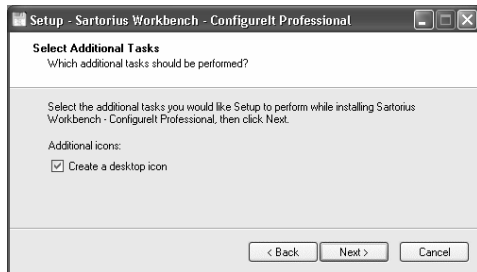 Setup - Sartorius Workbench - ConfigureIt Professional
Select Additional Tasks
Which additional tasks should be performed?
Select the additional tasks you would like Setup to perform while installing Sartorius
Workbench - ConfigureIt Professional, then click Next.
Additional icons:
Create a desktop icon
< Back Next > Cancel